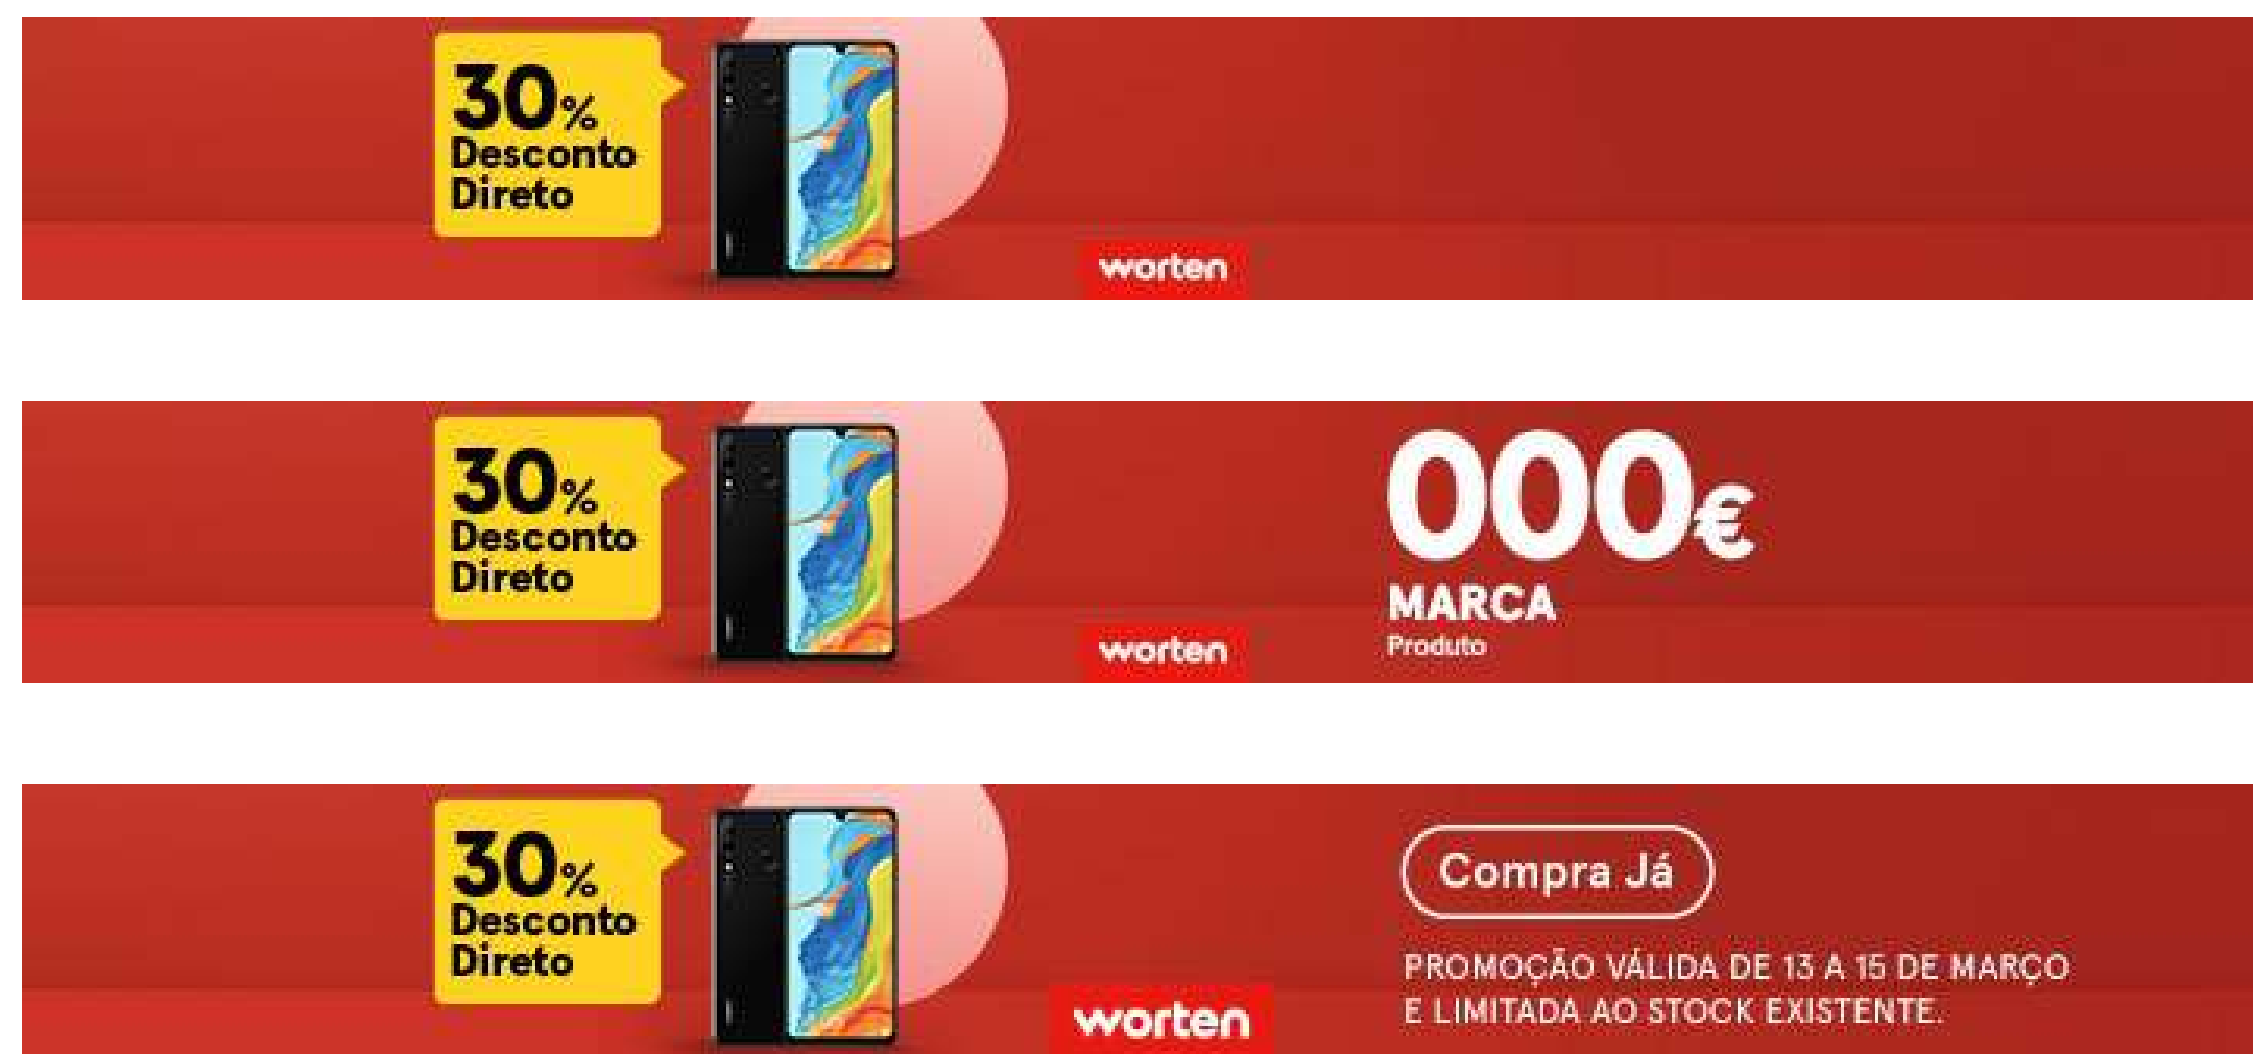 30%
Desconto
Direto
worten
30%
Desconto
Direto
worten
000€
MARCA
Produto
30%
Desconto
Direto
worten
Compra Já
PROMOÇÃO VÁLIDA DE 13 A 15 DE MARÇO
E LIMITADA AO STOCK EXISTENTE.